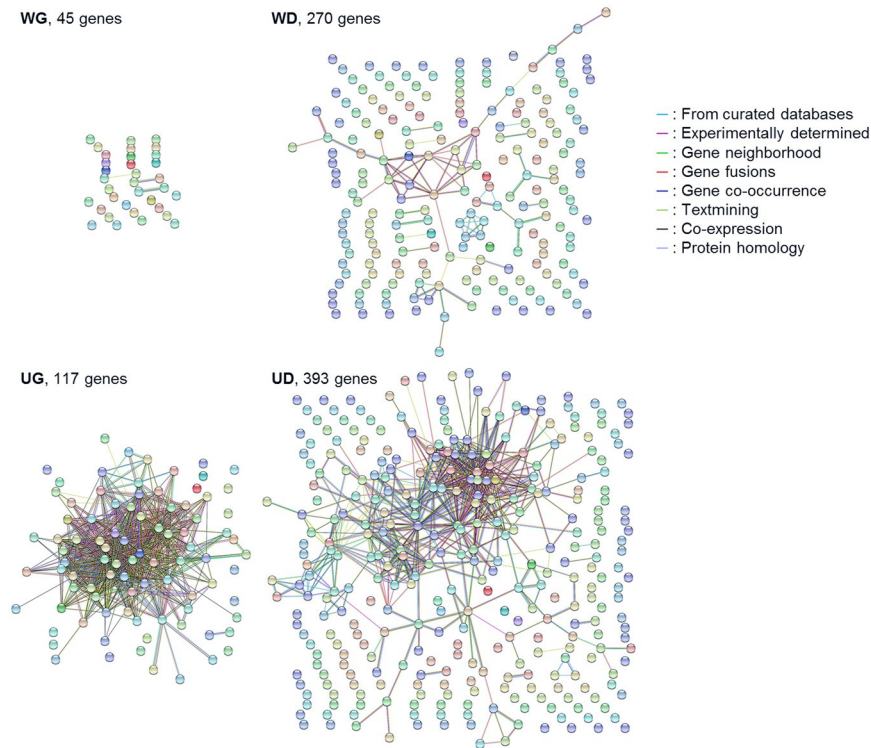 WG, 45 genes
WD, 270 genes
: From curated databases
: Experimentally determined
: Gene neighborhood
: Gene fusions
: Gene co-occurrence
: Textmining
: Co-expression
: Protein homology
UG, 117 genes
UD, 393 genes